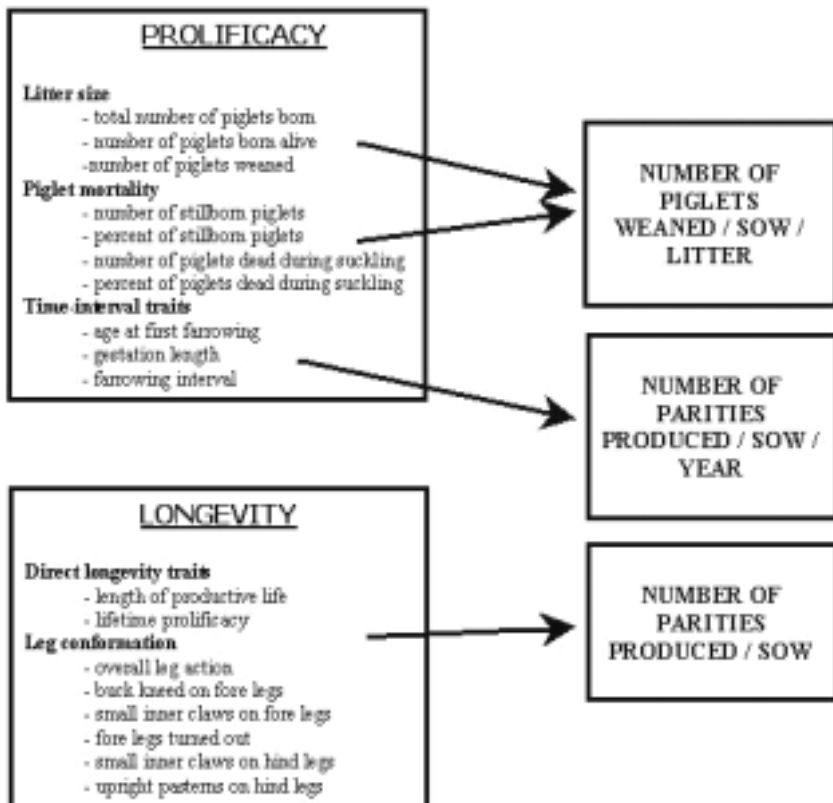 PROLIFICACY
Litter size
- total number of piglets born
- number of piglets born alive
-number of piglets weaned
Piglet mortality
- number of stillborn piglets
- percent of stillborn piglets
- number of piglets dead during suckling
- percent of piglets dead during suckling
Time-interval traits
- age at first farrowing
- gestation length
- farrowing interval
NUMBER OF
PIGLETS
WEANED / SOW /
LITTER
NUMBER OF
PARITIES
PRODUCED / SOW /
YEAR
LONGEVITY
Direct longevity traits
- length of productive life
- lifetime prolificacy
Leg conformation
- overall leg action
- buck kneed on fore legs
- small inner claws on fore legs
- fore legs turned out
- small inner claws on hind legs
- upright pasterns on hind legs
NUMBER OF
PARITIES
PRODUCED / SOW